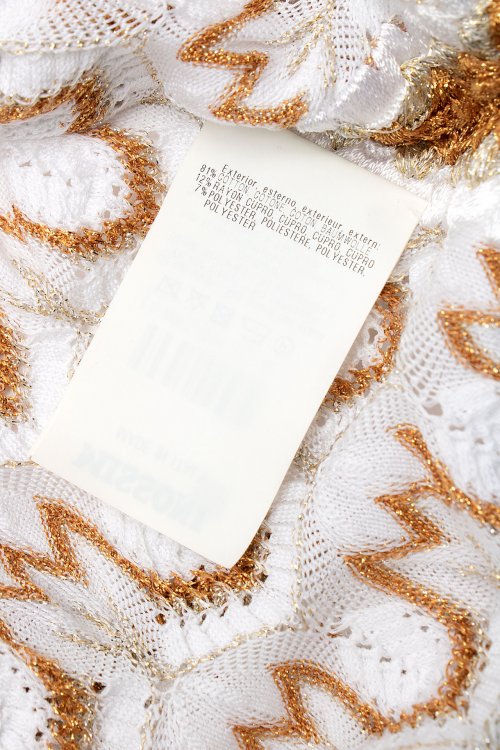 Exterior, esterno, exterieur, extern:
81% COTTON COTONE COTON BAUMWOLLE
12% RAYON CUPRO, CUPRO, CUPRO, CUPRO
7% POLYESTER, POLIESTERE, POLYESTER,
POLYESTER.
MISSONI